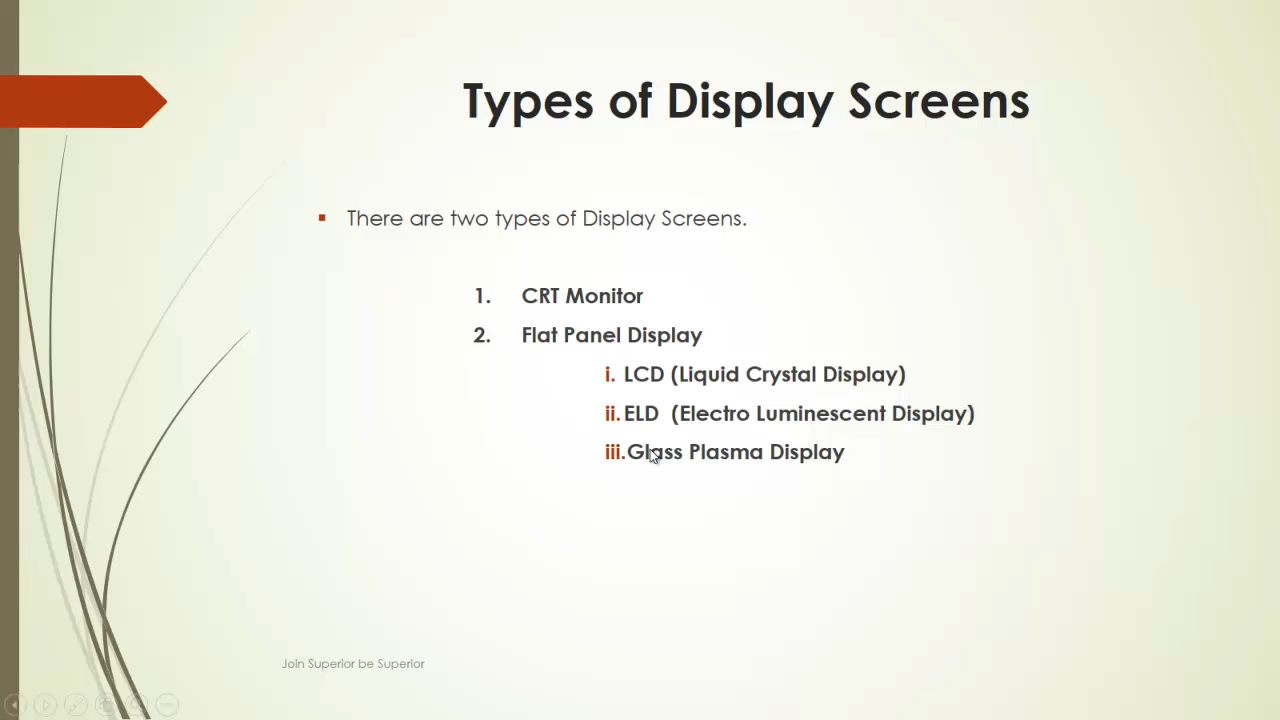 Types of Display Screens
There are two types of Display Screens.
1. CRT Monitor
2. Flat Panel Display
i. LCD (Liquid Crystal Display)
ii. ELD (Electro Luminescent Display)
iii. Glass Plasma Display
Join Superior be Superior